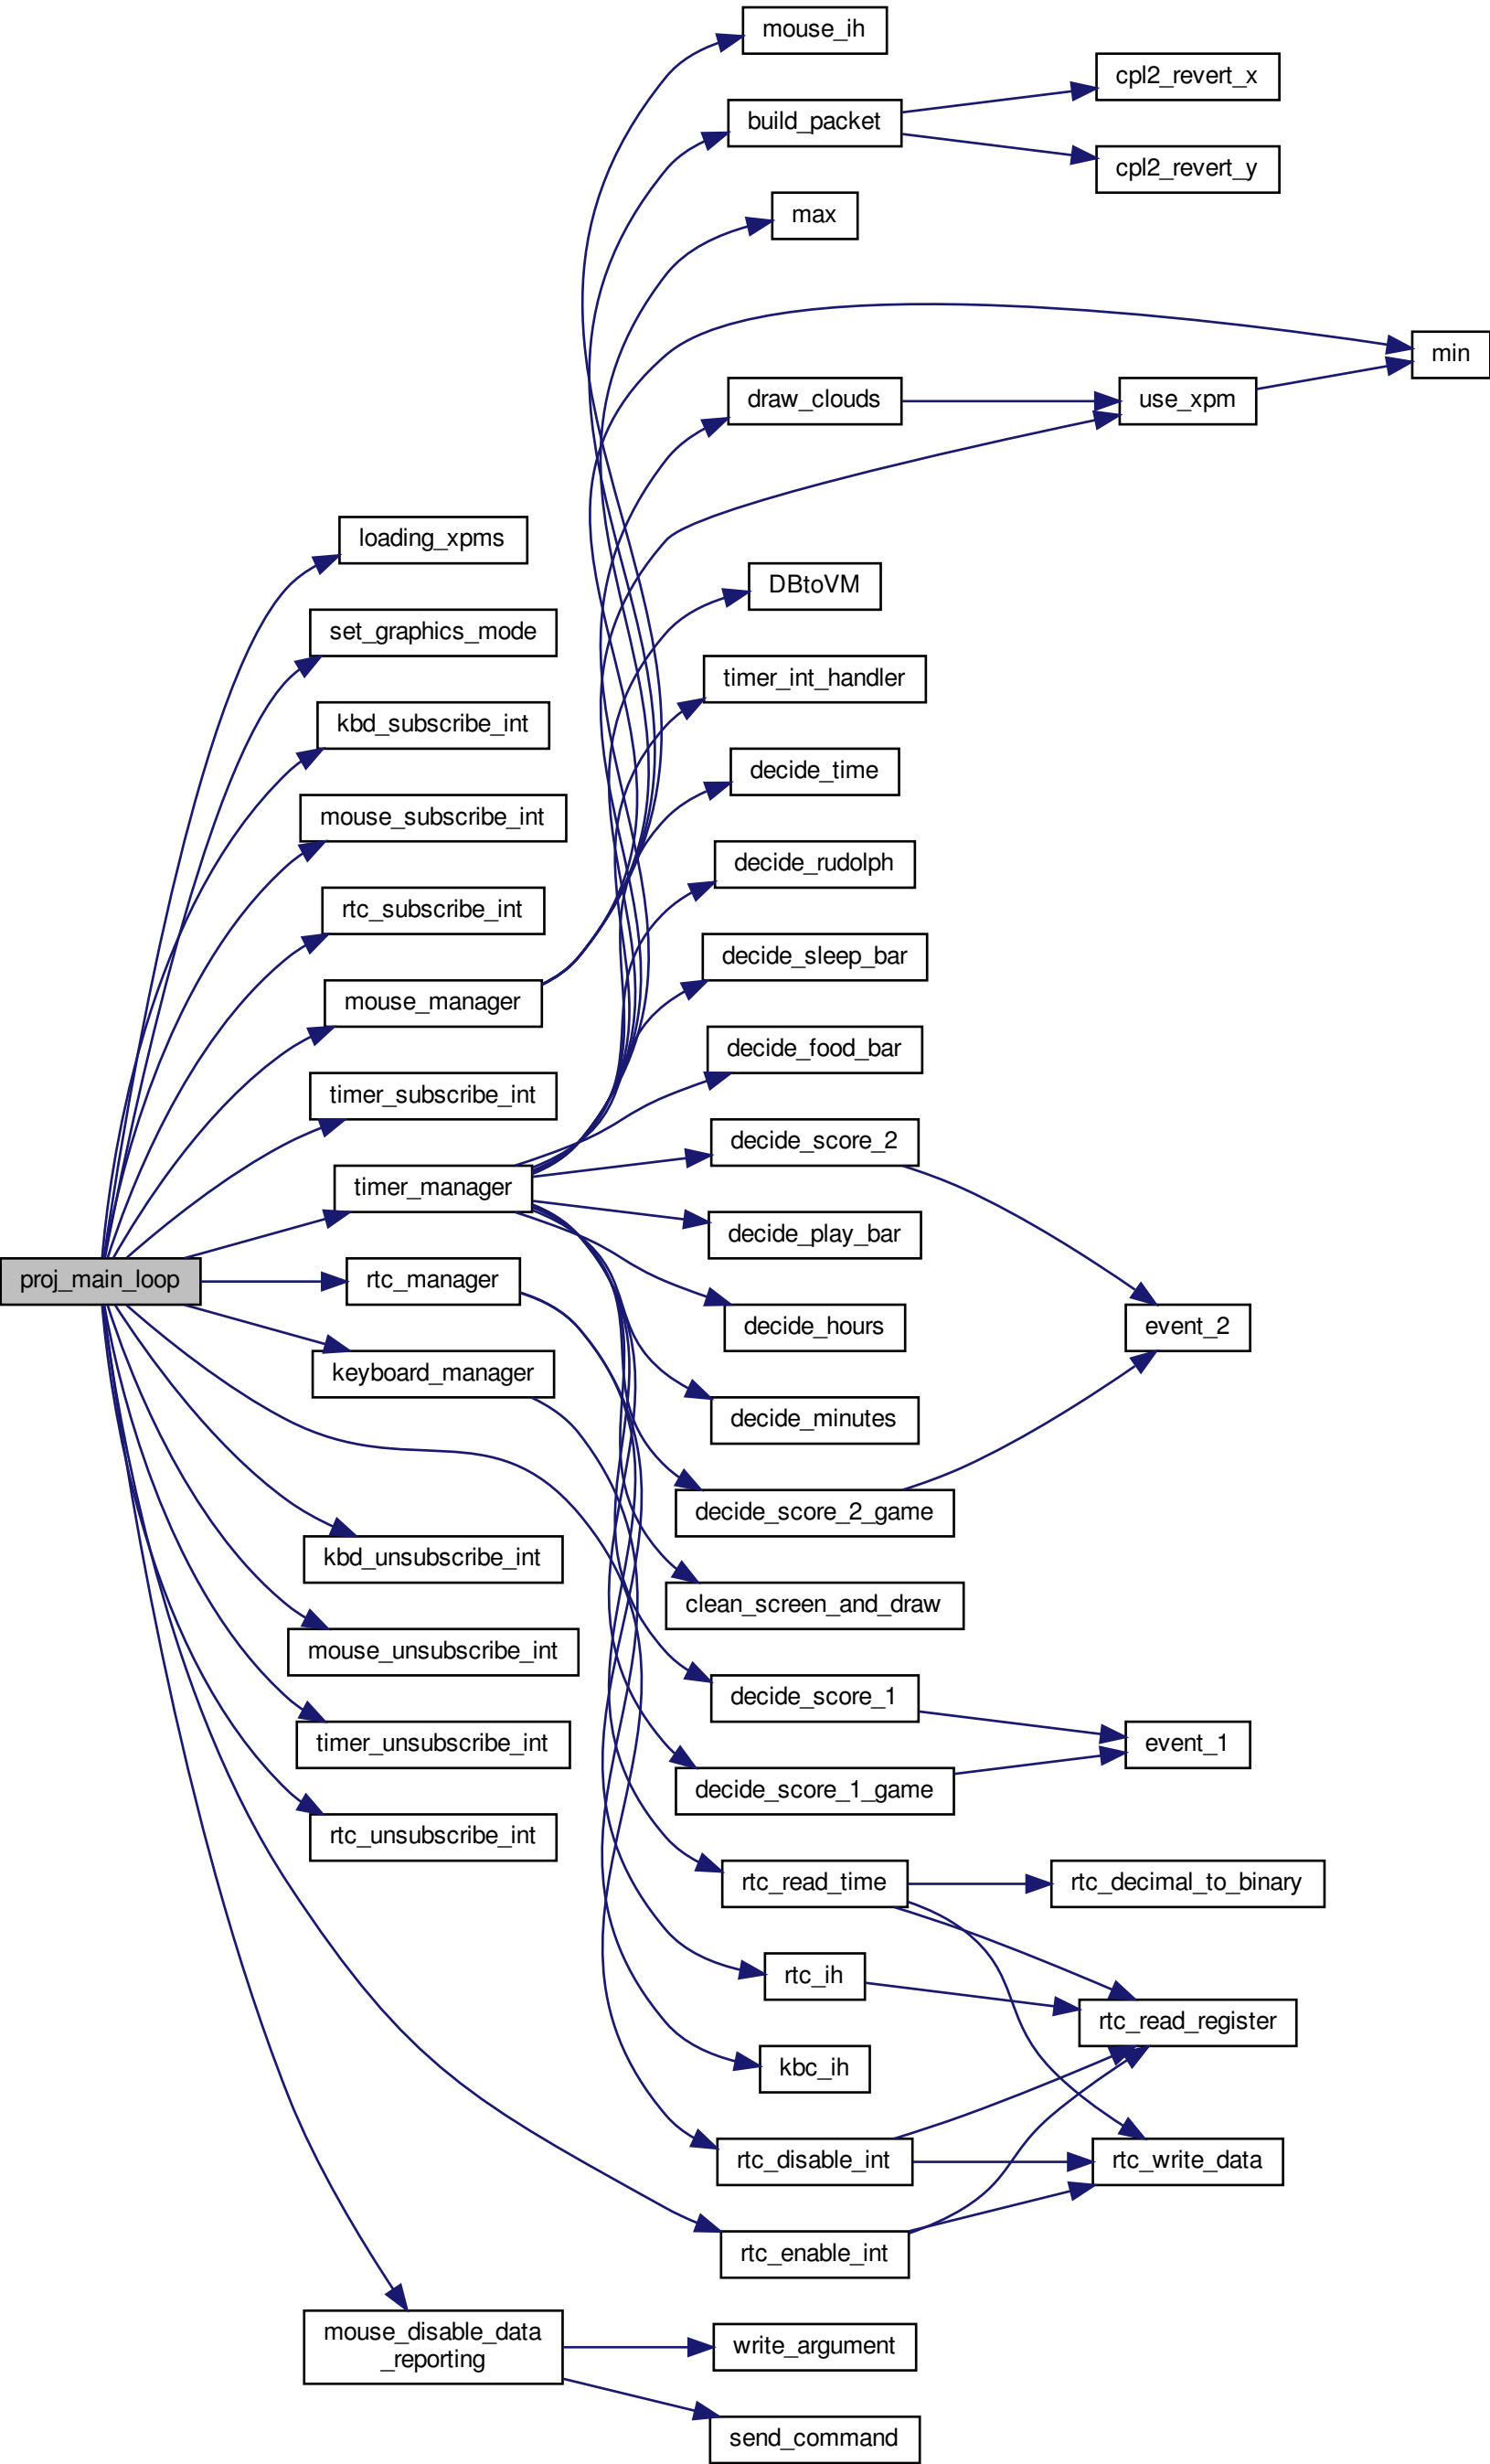 mouse_ih
cpl2_revert_x
build_packet
cpl2_revert_y
max
min
draw_clouds
use_xpm
loading_xpms
DBtoVM
set_graphics_mode
timer_int_handler
kbd_subscribe_int
decide_time
mouse_subscribe_int
decide_rudolph
rtc_subscribe_int
decide_sleep_bar
mouse_manager
decide_food_bar
timer_subscribe_int
decide_score_2
timer_manager
decide_play_bar
proj_main_loop
rtc_manager
decide_hours
event_2
keyboard_manager
decide_minutes
decide_score_2_game
kbd_unsubscribe_int
clean_screen_and_draw
mouse_unsubscribe_int
decide_score_1
timer_unsubscribe_int
event_1
decide_score_1_game
rtc_unsubscribe_int
rtc_read_time
rtc_decimal_to_binary
rtc_ih
rtc_read_register
kbc_ih
rtc_disable_int
rtc_write_data
rtc_enable_int
mouse_disable_data
_reporting
write_argument
send_command